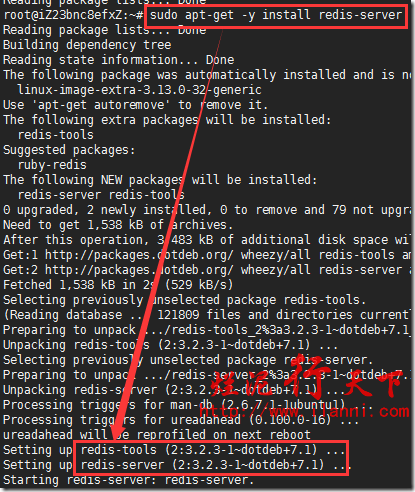 Reading package lists... Done
root@iZ23bnc8efxZ:~# sudo apt-get -y install redis-server
Reading package lists... Done
Building dependency tree
Reading state information... Done
The following package was automatically installed and is no
linux-image-extra-3.13.0-32-generic
Use 'apt-get autoremove' to remove it.
The following extra packages will be installed:
redis-tools
Suggested packages:
ruby-redis
The following NEW packages will be installed:
redis-server redis-tools
0 upgraded, 2 newly installed, 0 to remove and 79 not upgra
Need to get 1,538 kB of archives.
After this operation, 3,483 kB of additional disk space wil
Get:1 http://packages.dotdeb.org/ wheezy/all redis-tools am
Get:2 http://packages.dotdeb.org/ wheezy/all redis-server a
Fetched 1,538 kB in 2s (529 kB/s)
Selecting previously unselected package redis-tools.
(Reading database ... 121809 files and directories currentl
Preparing to unpack .../redis-tools_2%3a3.2.3-1~dotdeb+7.1_
Unpacking redis-tools (2:3.2.3-1~dotdeb+7.1) ...
Selecting previously unselected package redis-server.
Preparing to unpack .../redis-server_2%3a3.2.3-1~dotdeb+7.1
Unpacking redis-server (2:3.2.3-1~dotdeb+7.1) ...
Processing triggers for man-db (2.6.7.1-1ubuntu1) ...
Processing triggers for ureadahead (0.100.0-16) ...
ureadahead will be reprofiled on next reboot
Setting up redis-tools (2:3.2.3-1~dotdeb+7.1) ...
Setting up redis-server (2:3.2.3-1~dotdeb+7.1) ...
Starting redis-server: redis-server.
行天下